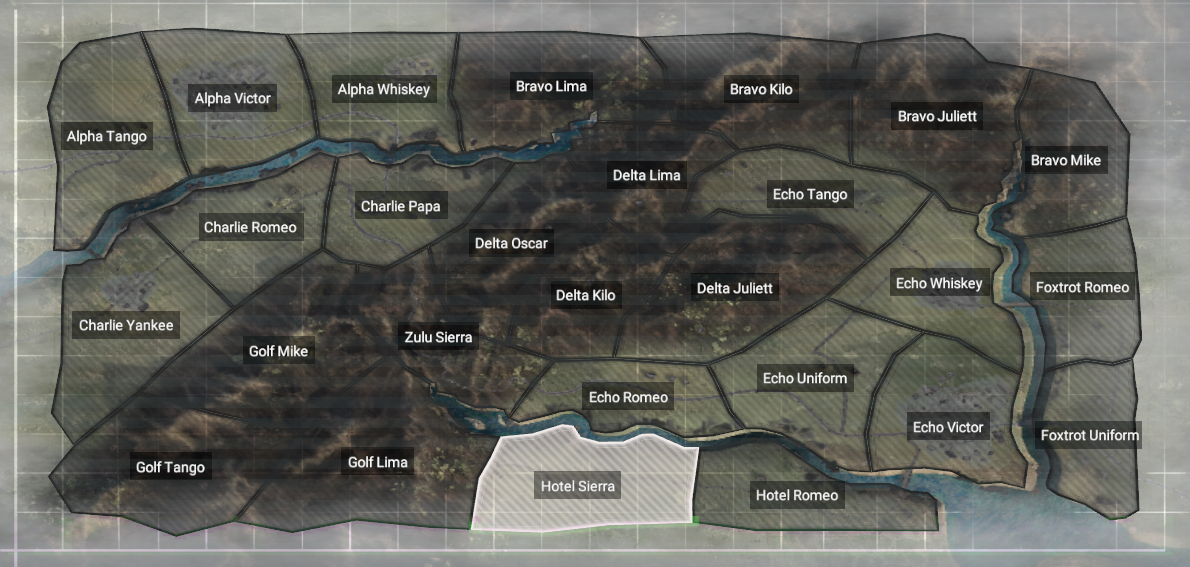 Alpha Tango
Alpha Victor
Alpha Whiskey
Bravo Lima
Bravo Kilo
Bravo Juliett
Bravo Mike
Delta Lima
Echo Tango
Charlie Romeo
Charlie Papa
Delta Oscar
Delta Kilo
Delta Juliett
Echo Whiskey
Foxtrot Romeo
Charlie Yankee
Golf Mike
Zulu Sierra
Echo Romeo
Echo Uniform
Echo Victor
Foxtrot Uniform
Golf Tango
Golf Lima
Hotel Sierra
Hotel Romeo